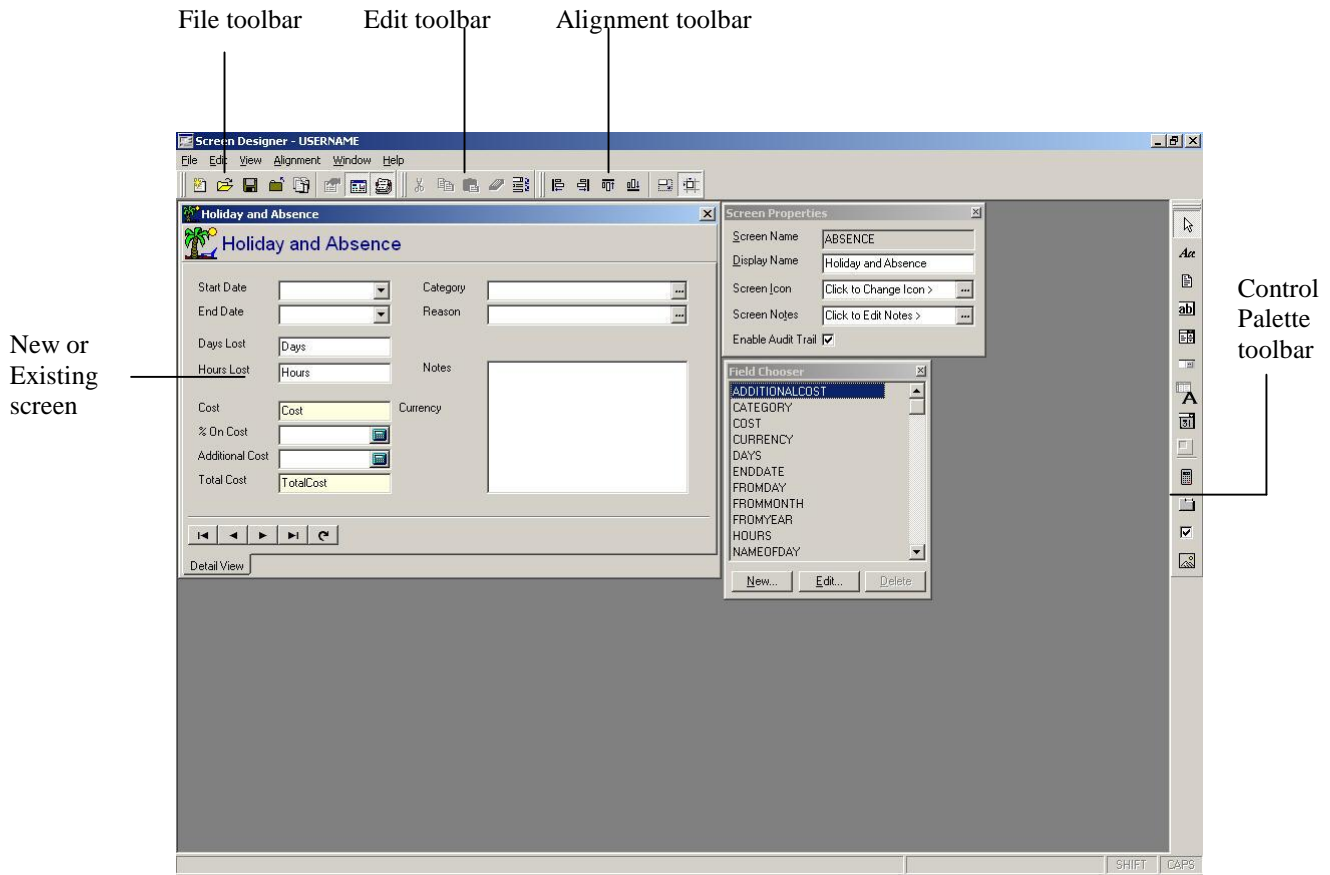 File toolbar Edit toolbar Alignment toolbar
Screen Designer - USERNAME
File Edit View Alignment Window Help
Holiday and Absence
Holiday and Absence
Start Date
Category
End Date
Reason
Days Lost Days
Hours Lost Hours
Notes
Cost Cost
Currency
% On Cost
Additional Cost
Total Cost TotalCost
Detail View
Screen Properties
Screen Name ABSENCE
Display Name Holiday and Absence
Screen Icon Click to Change Icon > ...
Screen Notes Click to Edit Notes > ...
Enable Audit Trail
Field Chooser
ADDITIONALCOST
CATEGORY
COST
CURRENCY
DAYS
ENDDATE
FROMDAY
FROMMONTH
FROMYEAR
HOURS
NAMEOFDAY
New... Edit... Delete
New or
Existing
screen
Control
Palette
toolbar
SHIFT CAPS